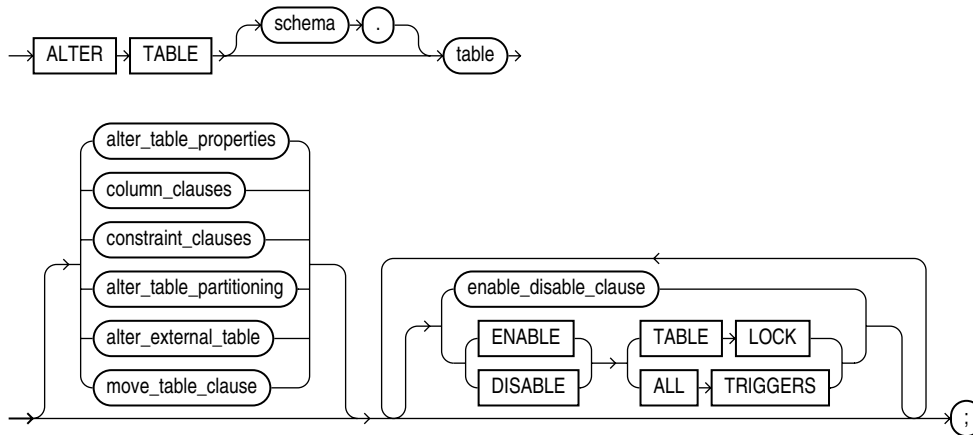 schema .
ALTER TABLE table
alter_table_properties
column_clauses
constraint_clauses
alter_table_partitioning
alter_external_table
move_table_clause
enable_disable_clause
ENABLE TABLE LOCK
DISABLE ALL TRIGGERS
;